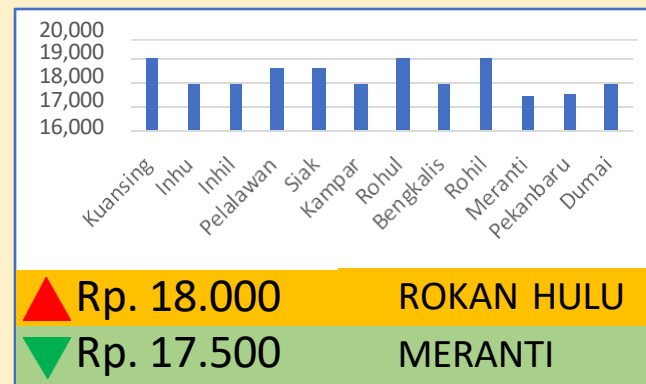 20,000
19,000
18,000
17,000
16,000
Kuansing
Inhu
Inhil
Pelalawan
Siak
Kampar
Rohul
Bengkalis
Rohil
Meranti
Pekanbaru
Dumai
Rp. 18.000 ROKAN HULU
Rp. 17.500 MERANTI